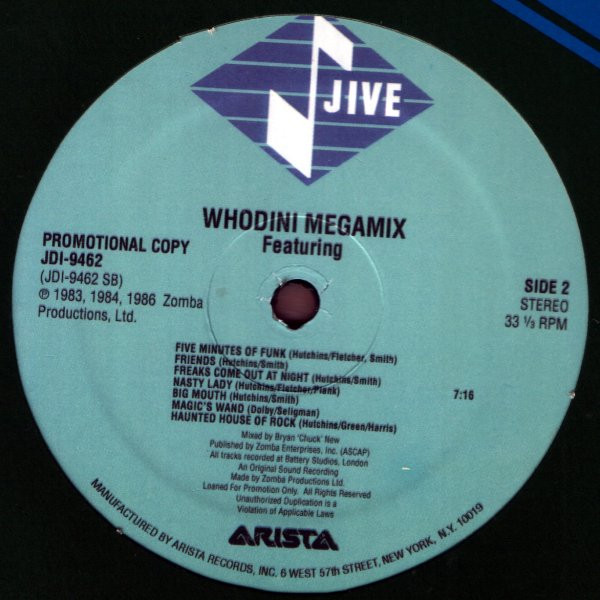 JIVE
WHODINI MEGAMIX
Featuring
PROMOTIONAL COPY
JDI-9462
(JDI-9462 SB)
℗ 1983, 1984, 1986 Zomba
Productions, Ltd.
SIDE 2
STEREO
33 ⅓ RPM
FIVE MINUTES OF FUNK (Hutchins/Fletcher, Smith)
FRIENDS (Hutchins/Smith)
FREAKS COME OUT AT NIGHT (Hutchins/Smith)
NASTY LADY (Hutchins/Fletcher/Plank)
BIG MOUTH (Hutchins/Smith)
MAGIC'S WAND (Dolby/Seligman)
HAUNTED HOUSE OF ROCK (Hutchins/Green/Harris)
7:16
Mixed by Bryan 'Chuck' New
Published by Zomba Enterprises, Inc. (ASCAP)
All tracks recorded at Battery Studios, London
An Original Sound Recording
Made by Zomba Productions Ltd.
Loaned For Promotion Only. All Rights Reserved
Unauthorized Duplication is a
Violation of Applicable Laws
ARISTA
MANUFACTURED BY ARISTA RECORDS, INC. 6 WEST 57th STREET, NEW YORK, N.Y. 10019